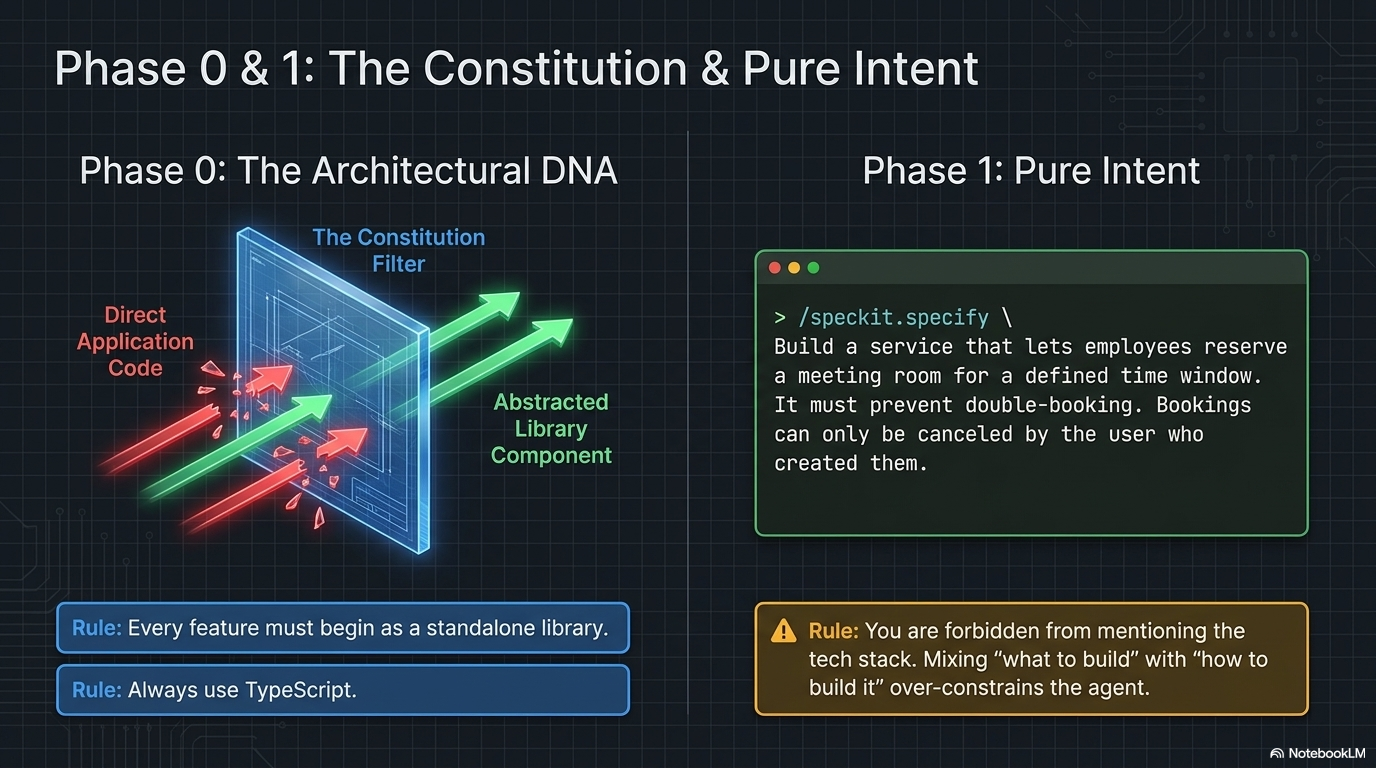 Phase 0 & 1: The Constitution & Pure Intent
Phase 0: The Architectural DNA
The Constitution
Filter
Direct
Application
Code
Abstracted
Library
Component
Rule: Every feature must begin as a standalone library.
Rule: Always use TypeScript.
Phase 1: Pure Intent
> /speckit.specify \
Build a service that lets employees reserve
a meeting room for a defined time window.
It must prevent double-booking. Bookings
can only be canceled by the user who
created them.
Rule: You are forbidden from mentioning the
tech stack. Mixing “what to build” with “how to
build it” over-constrains the agent.
NotebookLM